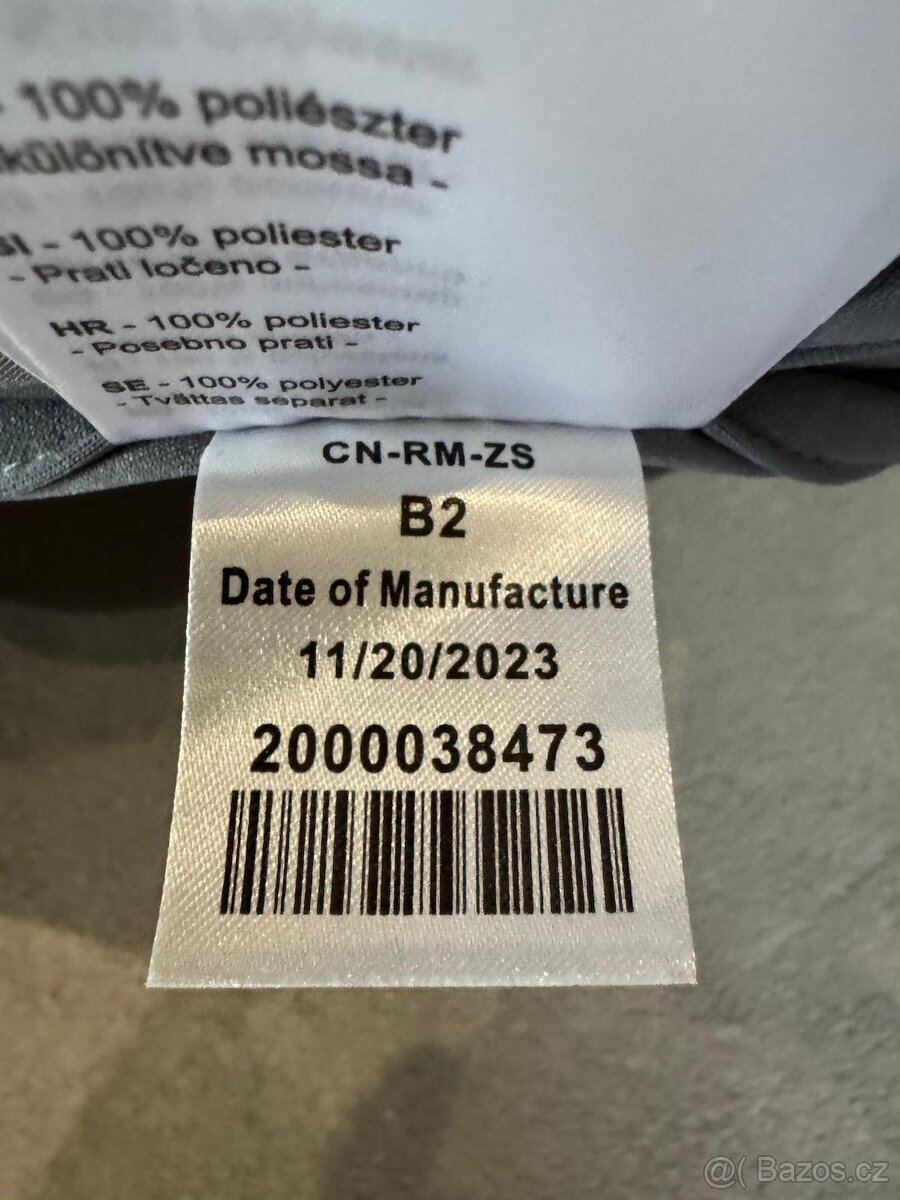 - 100% poliészter
különítve mossa -
SI - 100% poliester
- Prati ločeno -
HR - 100% poliester
- Posebno prati -
SE - 100% polyester
- Tvättas separat -
CN-RM-ZS
B2
Date of Manufacture
11/20/2023
2000038473
@( Bazos.cz